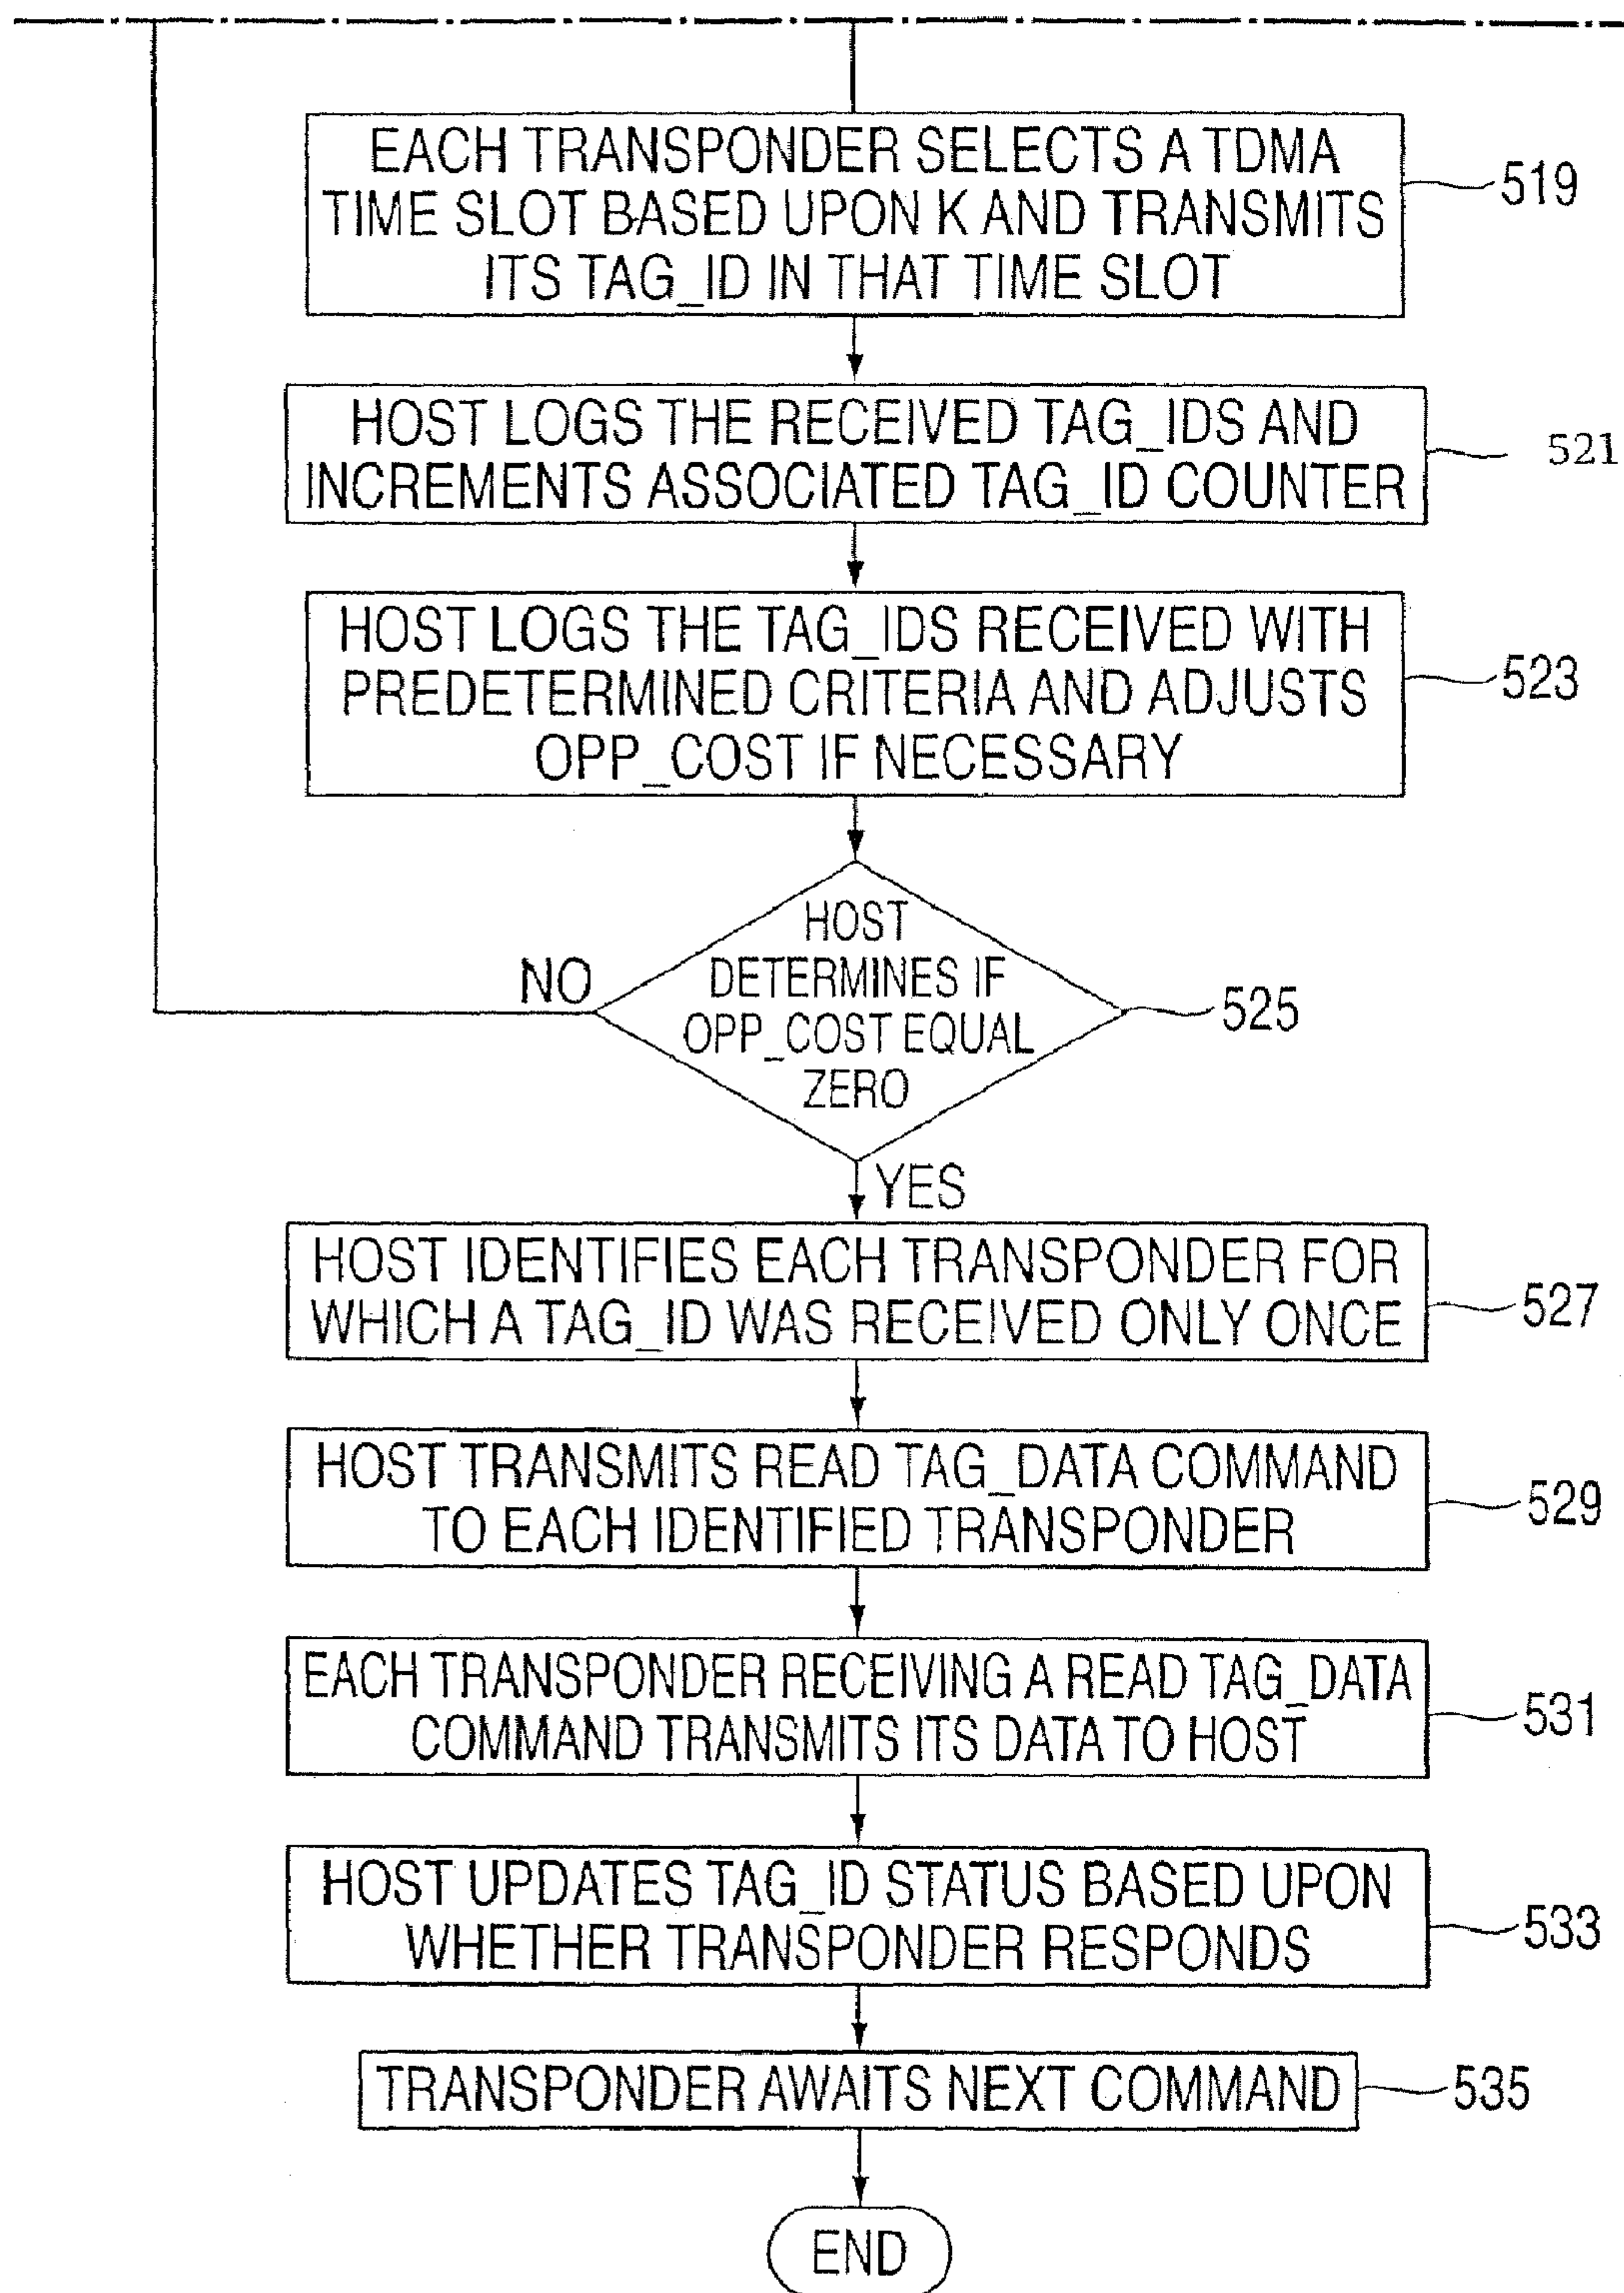 EACH TRANSPONDER SELECTS A TDMA
TIME SLOT BASED UPON K AND TRANSMITS
ITS TAG_ID IN THAT TIME SLOT
519
HOST LOGS THE RECEIVED TAG_IDS AND
INCREMENTS ASSOCIATED TAG_ID COUNTER
521
HOST LOGS THE TAG_IDS RECEIVED WITH
PREDETERMINED CRITERIA AND ADJUSTS
OPP_COST IF NECESSARY
523
HOST
DETERMINES IF
OPP_COST EQUAL
ZERO
NO
525
YES
HOST IDENTIFIES EACH TRANSPONDER FOR
WHICH A TAG_ID WAS RECEIVED ONLY ONCE
527
HOST TRANSMITS READ TAG_DATA COMMAND
TO EACH IDENTIFIED TRANSPONDER
529
EACH TRANSPONDER RECEIVING A READ TAG_DATA
COMMAND TRANSMITS ITS DATA TO HOST
531
HOST UPDATES TAG_ID STATUS BASED UPON
WHETHER TRANSPONDER RESPONDS
533
TRANSPONDER AWAITS NEXT COMMAND
535
END